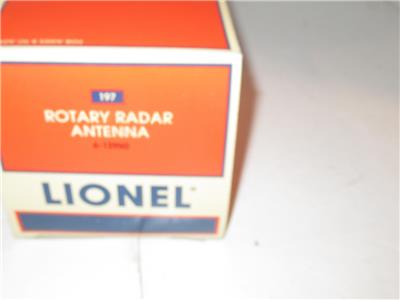 197
ROTARY RADAR
ANTENNA
LIONEL